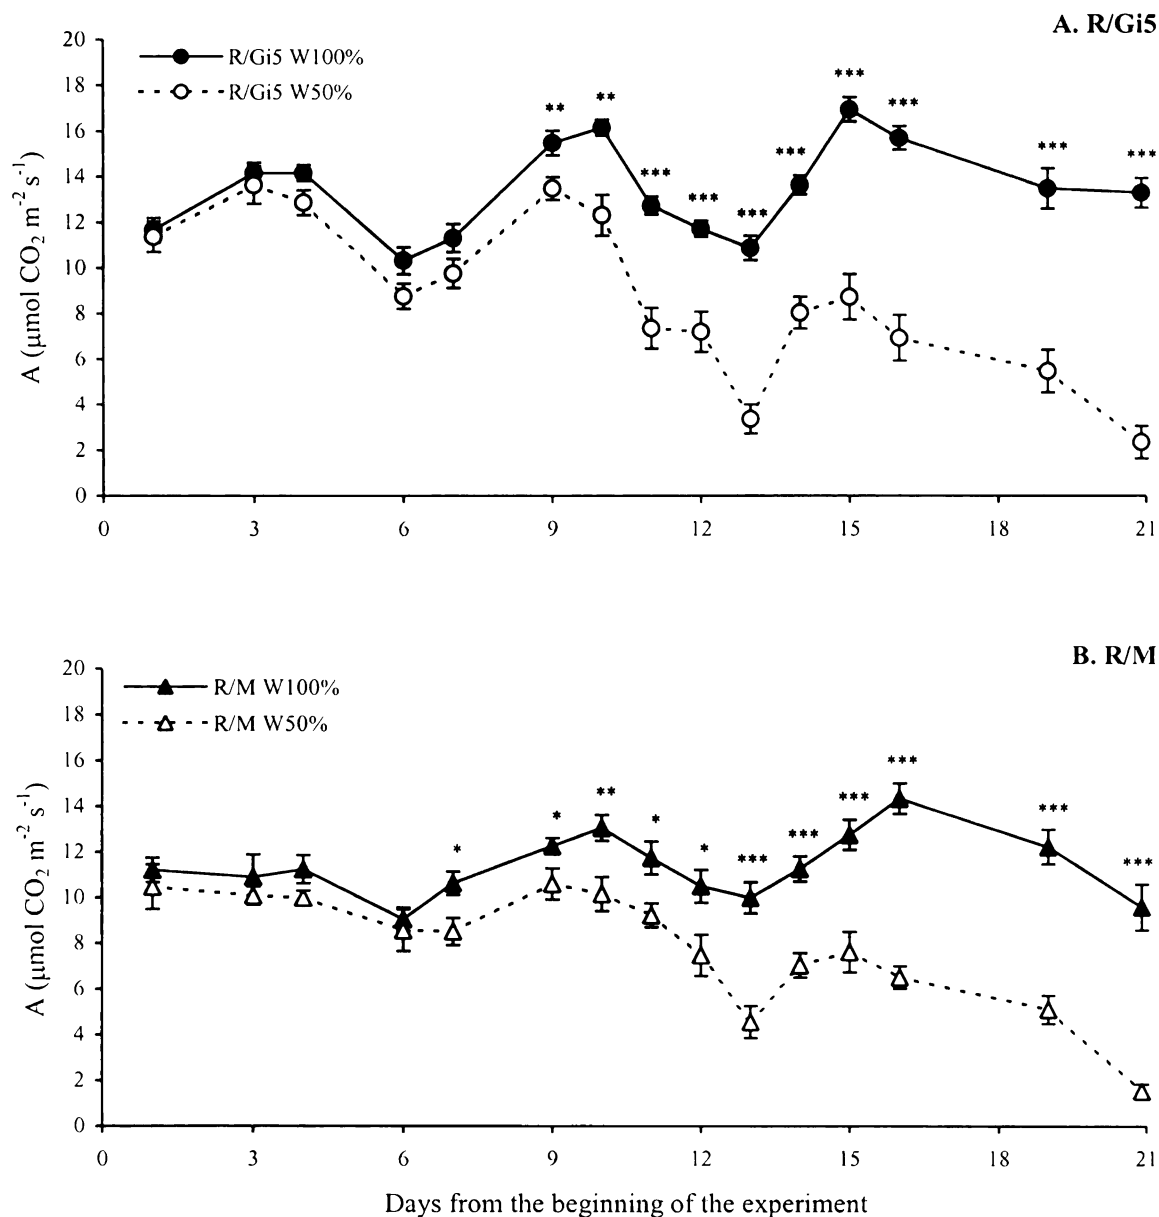 A. R/Gi5
R/Gi5 W100%
R/Gi5 W50%
A (μmol CO₂ m⁻² s⁻¹)
20
18
16
14
12
10
8
6
4
2
0
** ** *** *** *** *** *** *** *** ***
0 3 6 9 12 15 18 21
B. R/M
R/M W100%
R/M W50%
A (μmol CO₂ m⁻² s⁻¹)
20
18
16
14
12
10
8
6
4
2
0
* * ** * * *** *** *** *** *** ***
0 3 6 9 12 15 18 21
Days from the beginning of the experiment